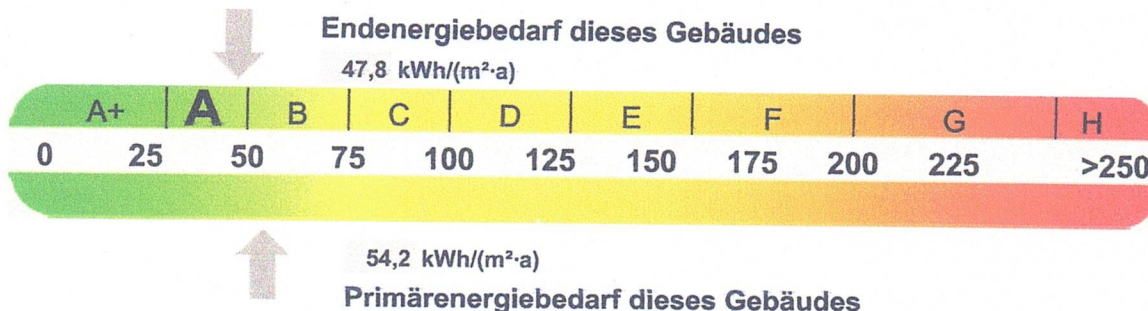 Endenergiebedarf dieses Gebäudes
47,8 kWh/(m²·a)
A+ A B C D E F G H
0 25 50 75 100 125 150 175 200 225 >250
54,2 kWh/(m²·a)
Primärenergiebedarf dieses Gebäudes